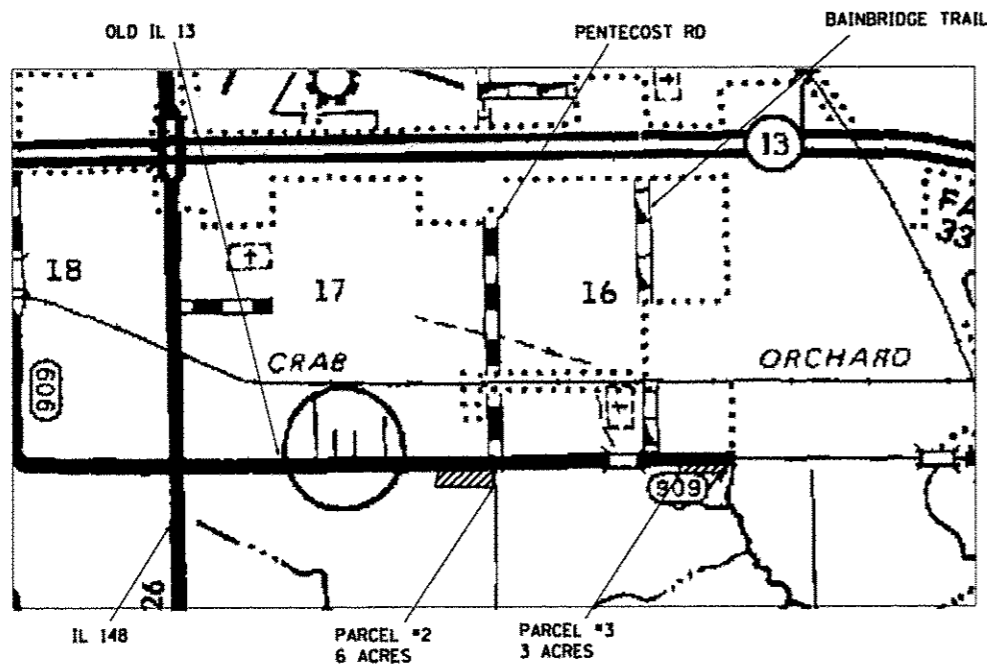 OLD IL 13
PENTECOST RD
BAINBRIDGE TRAIL
13
33
18
17
16
CRAB
ORCHARD
909
909
26
IL 148
PARCEL #2
6 ACRES
PARCEL #3
3 ACRES